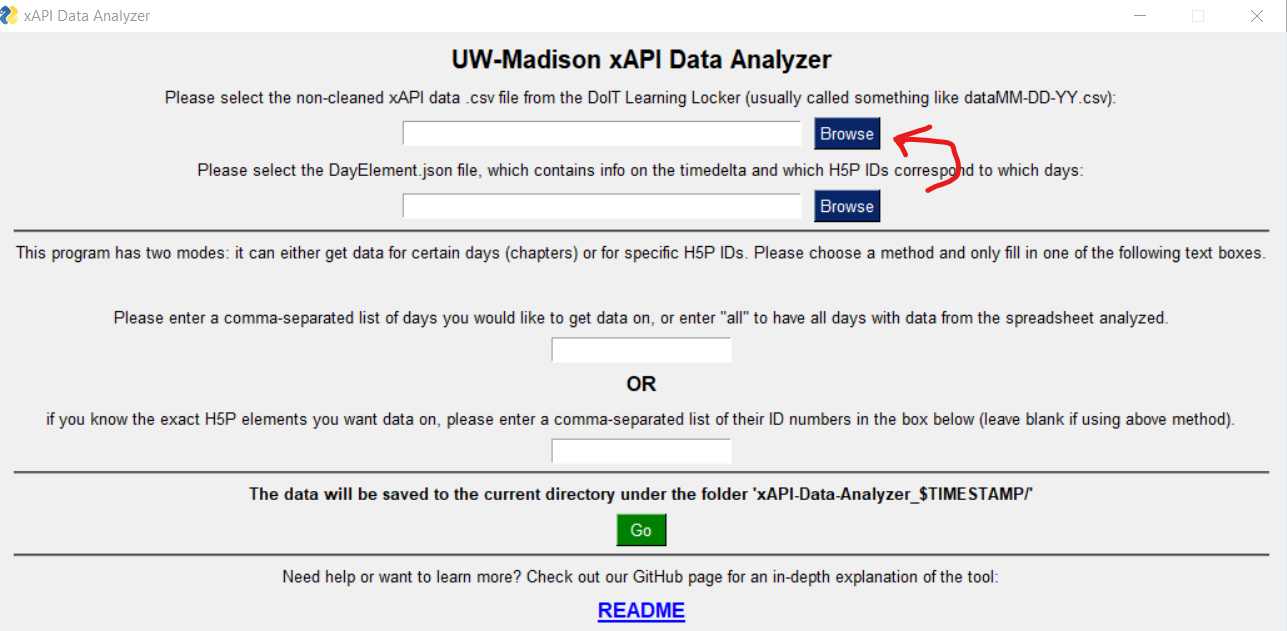 xAPI Data Analyzer
UW-Madison xAPI Data Analyzer
Please select the non-cleaned xAPI data .csv file from the DoIT Learning Locker (usually called something like dataMM-DD-YY.csv):
Browse
Please select the DayElement.json file, which contains info on the timedelta and which H5P IDs correspond to which days:
Browse
This program has two modes: it can either get data for certain days (chapters) or for specific H5P IDs. Please choose a method and only fill in one of the following text boxes.
Please enter a comma-separated list of days you would like to get data on, or enter "all" to have all days with data from the spreadsheet analyzed.
OR
if you know the exact H5P elements you want data on, please enter a comma-separated list of their ID numbers in the box below (leave blank if using above method).
The data will be saved to the current directory under the folder 'xAPI-Data-Analyzer_$TIMESTAMP/'
Go
Need help or want to learn more? Check out our GitHub page for an in-depth explanation of the tool:
README